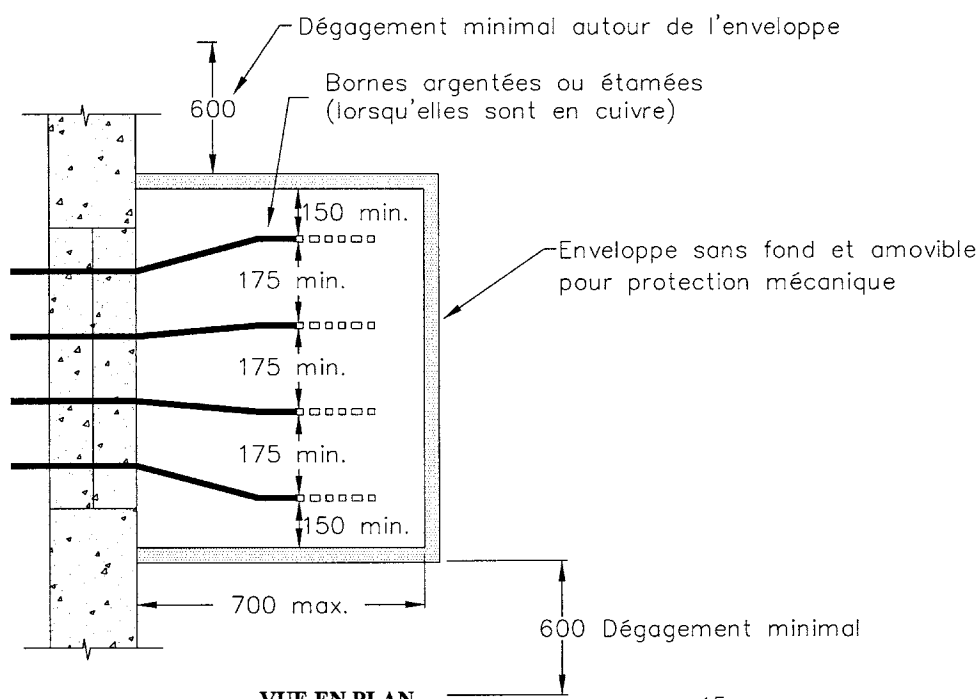 Dégagement minimal autour de l'enveloppe
600
Bornes argentées ou étamées
(lorsqu'elles sont en cuivre)
150 min.
175 min.
Enveloppe sans fond et amovible
pour protection mécanique
175 min.
175 min.
150 min.
700 max.
600 Dégagement minimal
VUE EN PLAN